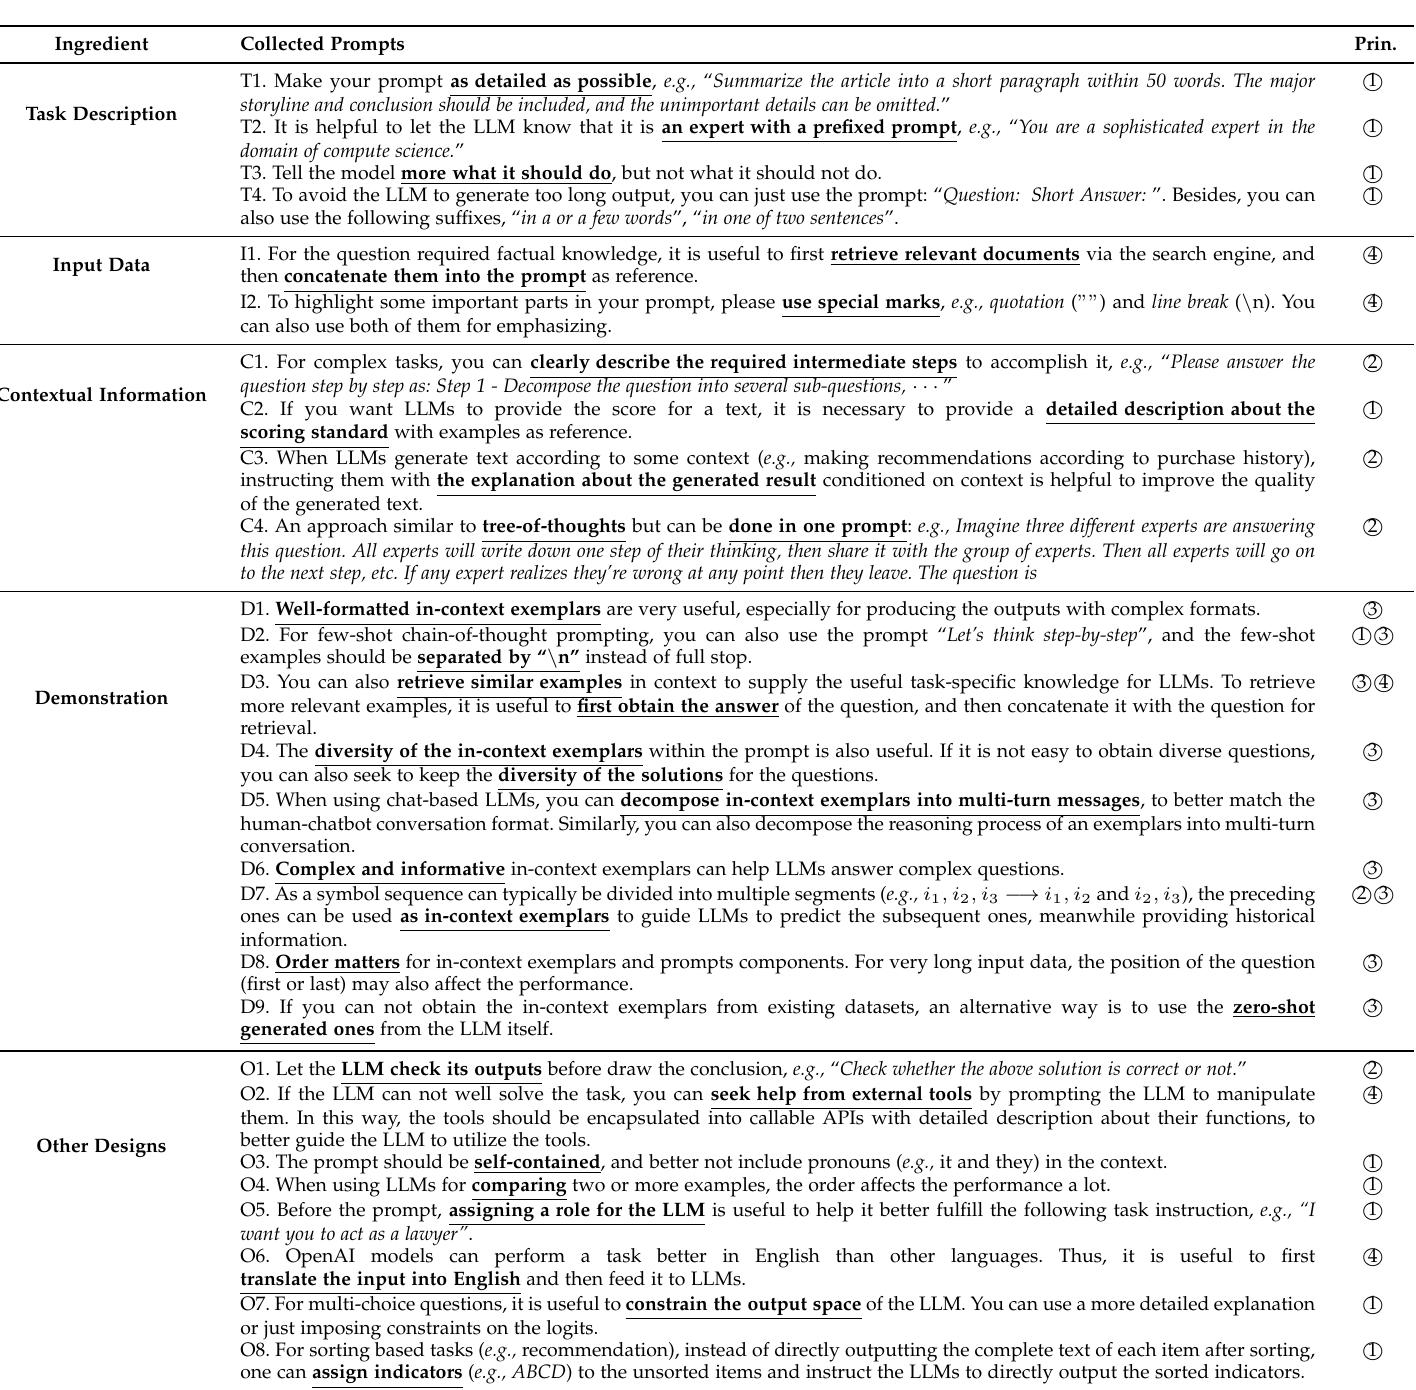 Ingredient Collected Prompts Prin.
T1. Make your prompt as detailed as possible, e.g., “Summarize the article into a short paragraph within 50 words. The major ①
storyline and conclusion should be included, and the unimportant details can be omitted.”
Task Description
T2. It is helpful to let the LLM know that it is an expert with a prefixed prompt, e.g., “You are a sophisticated expert in the ①
domain of compute science.”
T3. Tell the model more what it should do, but not what it should not do. ①
T4. To avoid the LLM to generate too long output, you can just use the prompt: “Question: Short Answer: ”. Besides, you can ①
also use the following suffixes, “in a or a few words”, “in one of two sentences”.
I1. For the question required factual knowledge, it is useful to first retrieve relevant documents via the search engine, and ④
Input Data
then concatenate them into the prompt as reference.
I2. To highlight some important parts in your prompt, please use special marks, e.g., quotation (””) and line break (\n). You ④
can also use both of them for emphasizing.
C1. For complex tasks, you can clearly describe the required intermediate steps to accomplish it, e.g., “Please answer the ②
question step by step as: Step 1 - Decompose the question into several sub-questions, · · · ”
Contextual Information
C2. If you want LLMs to provide the score for a text, it is necessary to provide a detailed description about the ①
scoring standard with examples as reference.
C3. When LLMs generate text according to some context (e.g., making recommendations according to purchase history), ②
instructing them with the explanation about the generated result conditioned on context is helpful to improve the quality
of the generated text.
C4. An approach similar to tree-of-thoughts but can be done in one prompt: e.g., Imagine three different experts are answering ②
this question. All experts will write down one step of their thinking, then share it with the group of experts. Then all experts will go on
to the next step, etc. If any expert realizes they're wrong at any point then they leave. The question is
D1. Well-formatted in-context exemplars are very useful, especially for producing the outputs with complex formats. ③
D2. For few-shot chain-of-thought prompting, you can also use the prompt “Let's think step-by-step”, and the few-shot ①③
examples should be separated by “\n” instead of full stop.
D3. You can also retrieve similar examples in context to supply the useful task-specific knowledge for LLMs. To retrieve ③④
Demonstration
more relevant examples, it is useful to first obtain the answer of the question, and then concatenate it with the question for
retrieval.
D4. The diversity of the in-context exemplars within the prompt is also useful. If it is not easy to obtain diverse questions, ③
you can also seek to keep the diversity of the solutions for the questions.
D5. When using chat-based LLMs, you can decompose in-context exemplars into multi-turn messages, to better match the ③
human-chatbot conversation format. Similarly, you can also decompose the reasoning process of an exemplars into multi-turn
conversation.
D6. Complex and informative in-context exemplars can help LLMs answer complex questions. ③
D7. As a symbol sequence can typically be divided into multiple segments (e.g., i₁, i₂, i₃ ⟶ i₁, i₂ and i₂, i₃), the preceding ②③
ones can be used as in-context exemplars to guide LLMs to predict the subsequent ones, meanwhile providing historical
information.
D8. Order matters for in-context exemplars and prompts components. For very long input data, the position of the question ③
(first or last) may also affect the performance.
D9. If you can not obtain the in-context exemplars from existing datasets, an alternative way is to use the zero-shot ③
generated ones from the LLM itself.
O1. Let the LLM check its outputs before draw the conclusion, e.g., “Check whether the above solution is correct or not.” ②
O2. If the LLM can not well solve the task, you can seek help from external tools by prompting the LLM to manipulate ④
them. In this way, the tools should be encapsulated into callable APIs with detailed description about their functions, to
better guide the LLM to utilize the tools.
Other Designs
O3. The prompt should be self-contained, and better not include pronouns (e.g., it and they) in the context. ①
O4. When using LLMs for comparing two or more examples, the order affects the performance a lot. ①
O5. Before the prompt, assigning a role for the LLM is useful to help it better fulfill the following task instruction, e.g., “I ①
want you to act as a lawyer”.
O6. OpenAI models can perform a task better in English than other languages. Thus, it is useful to first ④
translate the input into English and then feed it to LLMs.
O7. For multi-choice questions, it is useful to constrain the output space of the LLM. You can use a more detailed explanation ①
or just imposing constraints on the logits.
O8. For sorting based tasks (e.g., recommendation), instead of directly outputting the complete text of each item after sorting, ①
one can assign indicators (e.g., ABCD) to the unsorted items and instruct the LLMs to directly output the sorted indicators.